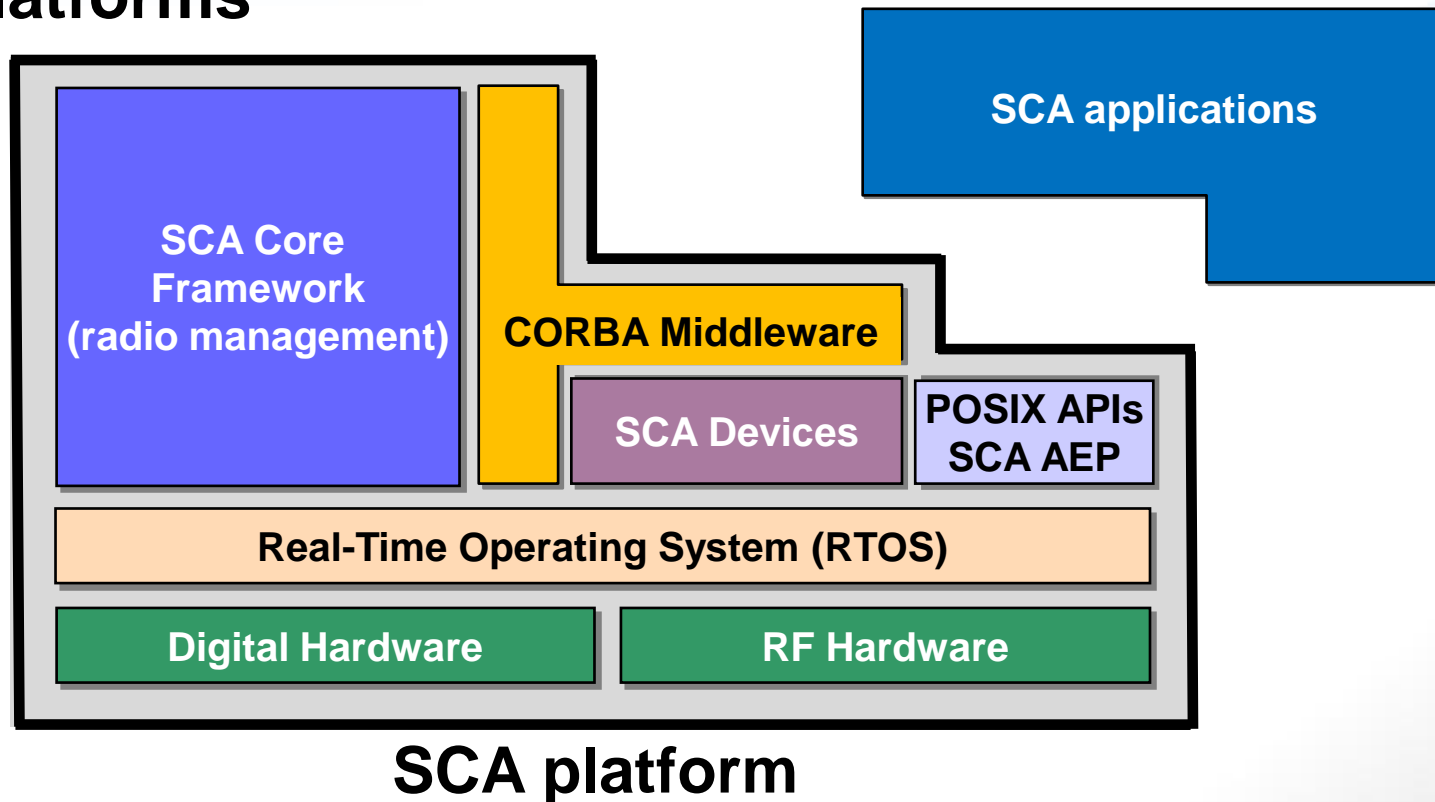 SCA applications
SCA Core
Framework
(radio management)
CORBA Middleware
SCA Devices
POSIX APIs
SCA AEP
Real-Time Operating System (RTOS)
Digital Hardware
RF Hardware
SCA platform